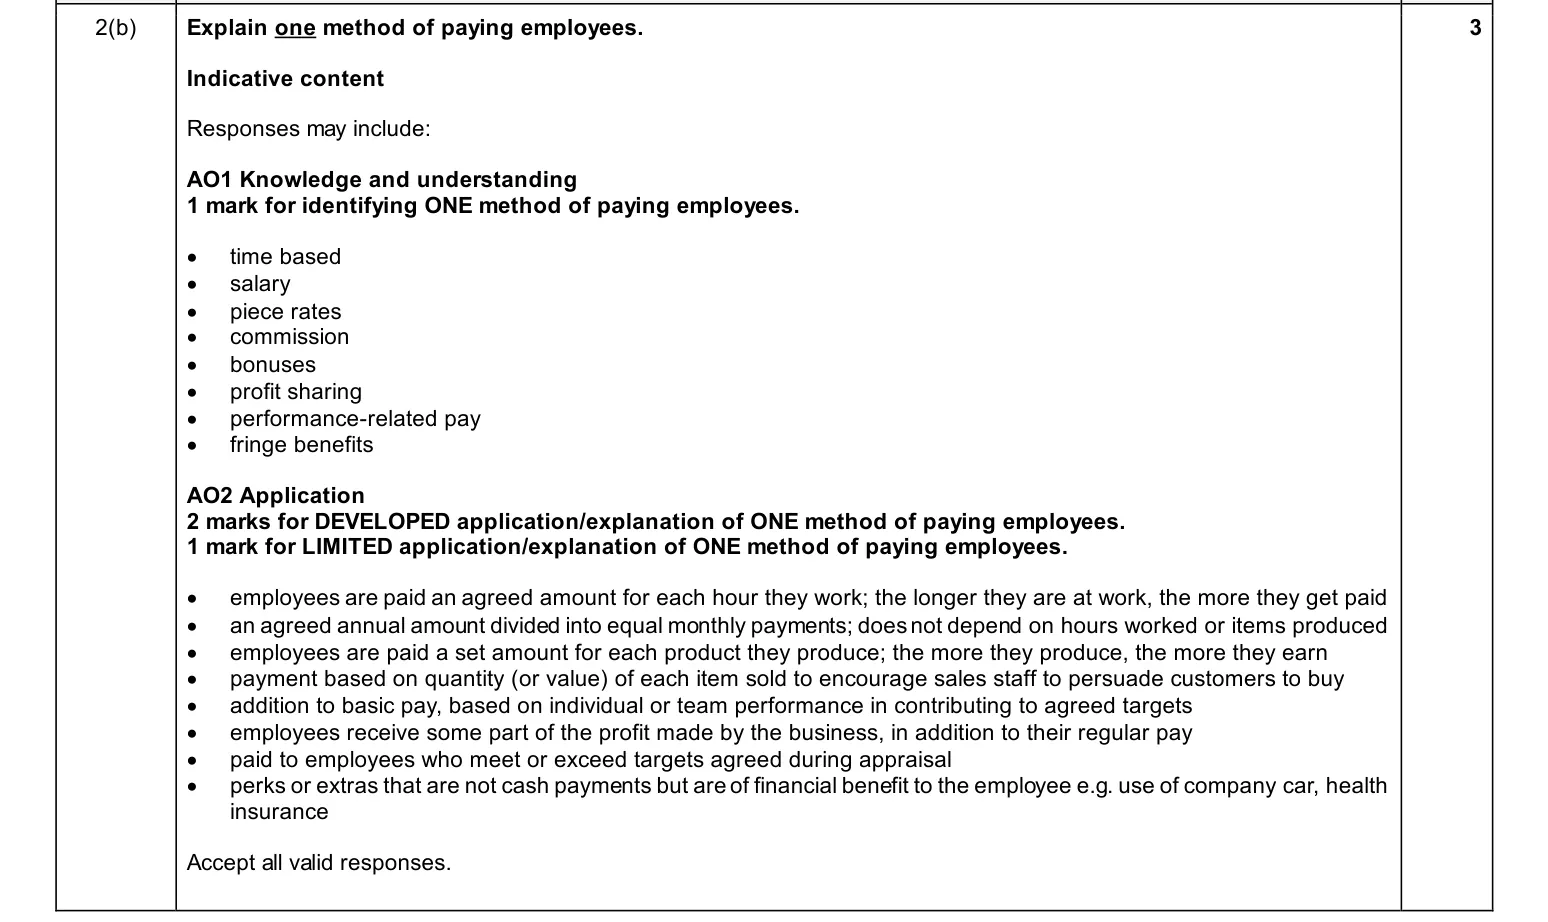 2(b)
Explain one method of paying employees.
3
Indicative content
Responses may include:
AO1 Knowledge and understanding
1 mark for identifying ONE method of paying employees.
• time based
• salary
• piece rates
• commission
• bonuses
• profit sharing
• performance-related pay
• fringe benefits
AO2 Application
2 marks for DEVELOPED application/explanation of ONE method of paying employees.
1 mark for LIMITED application/explanation of ONE method of paying employees.
• employees are paid an agreed amount for each hour they work; the longer they are at work, the more they get paid
• an agreed annual amount divided into equal monthly payments; does not depend on hours worked or items produced
• employees are paid a set amount for each product they produce; the more they produce, the more they earn
• payment based on quantity (or value) of each item sold to encourage sales staff to persuade customers to buy
• addition to basic pay, based on individual or team performance in contributing to agreed targets
• employees receive some part of the profit made by the business, in addition to their regular pay
• paid to employees who meet or exceed targets agreed during appraisal
• perks or extras that are not cash payments but are of financial benefit to the employee e.g. use of company car, health
insurance
Accept all valid responses.